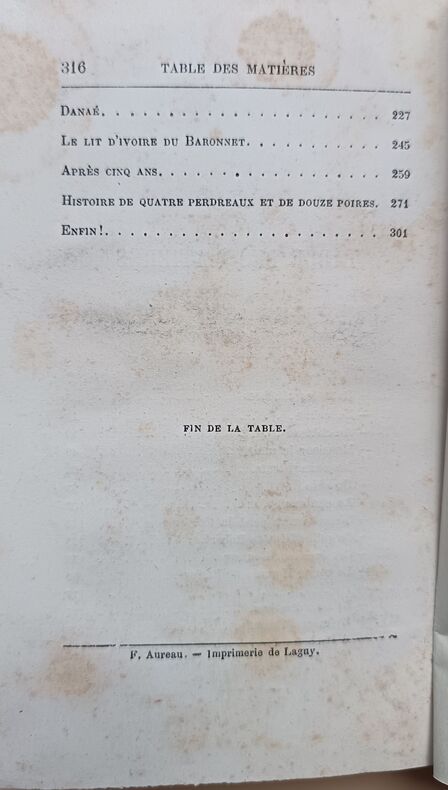 316 TABLE DES MATIÈRES
DANAÉ. . . . . . . . . . . . . . . . . . . . . 227
LE LIT D'IVOIRE DU BARONNET. . . . . . . . . . 245
APRÈS CINQ ANS. . . . . . . . . . . . . . . . . 259
HISTOIRE DE QUATRE PERDREAUX ET DE DOUZE POIRES. 271
ENFIN! . . . . . . . . . . . . . . . . . . . . . 301
FIN DE LA TABLE.
F. Aureau. — Imprimerie de Lagny.